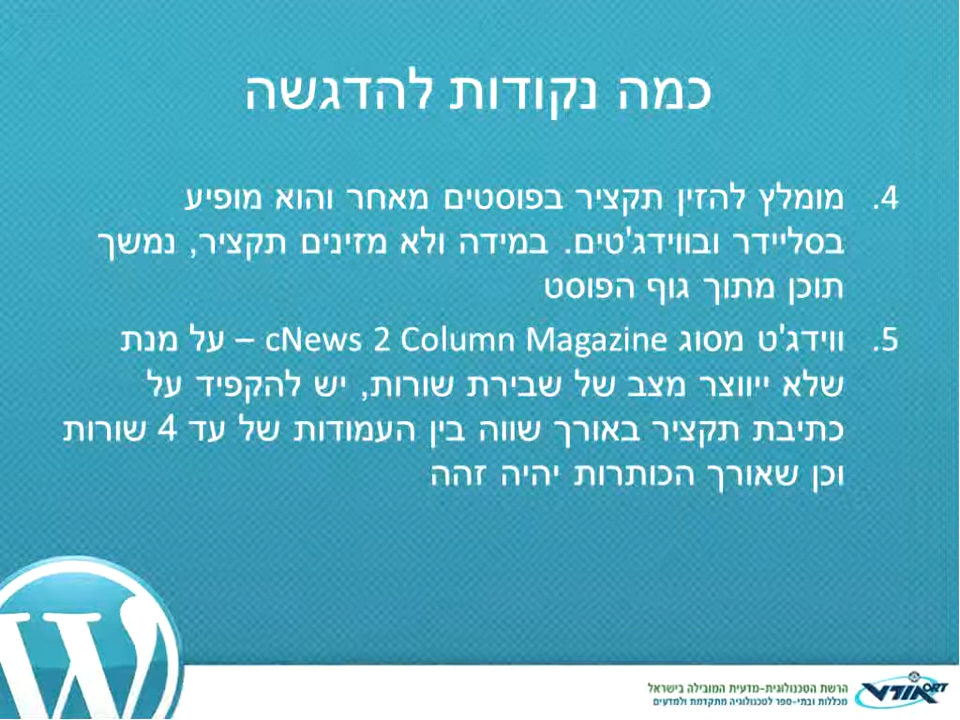 כמה נקודות להדגשה
4. מומלץ להזין תקציר בפוסטים מאחר והוא מופיע
בסליידר ובווידג'טים. במידה ולא מזינים תקציר, נמשך
תוכן מתוך גוף הפוסט
5. ווידג'ט מסוג cNews 2 Column Magazine – על מנת
שלא ייווצר מצב של שבירת שורות, יש להקפיד על
כתיבת תקציר באורך שווה בין העמודות של עד 4 שורות
וכן שאורך הכותרות יהיה זהה
הרשת הטכנולוגית-מדעית המובילה בישראל
מכללות ובתי-ספר לטכנולוגיה מתקדמת ולמדעים
אורט ORT